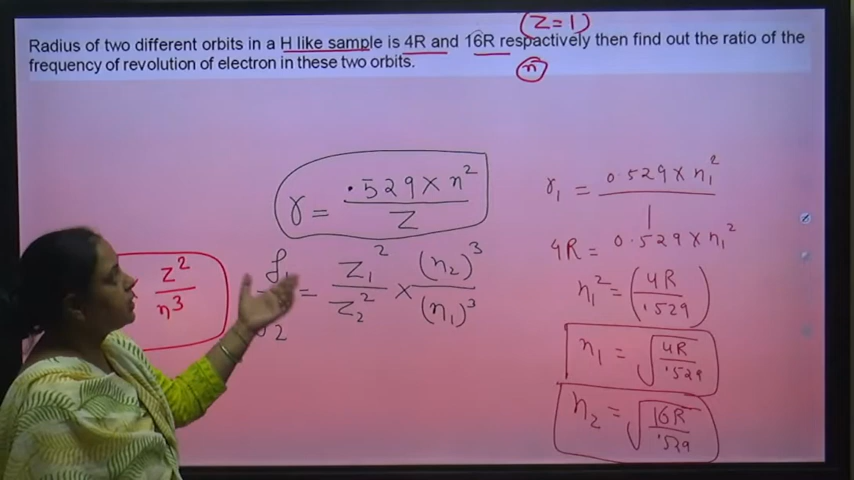 (Z=1)
Radius of two different orbits in a H like sample is 4R and 16R respactively then find out the ratio of the
frequency of revolution of electron in these two orbits.
n
r = .529 × n² / Z
Z² / n³
f₁ / f₂ = Z₁² / Z₂² × (n₂)³ / (n₁)³
r₁ = 0.529 × n₁² / 1
4R = 0.529 × n₁²
n₁² = (4R / .529)
n₁ = √(4R / .529)
n₂ = √(16R / .529)